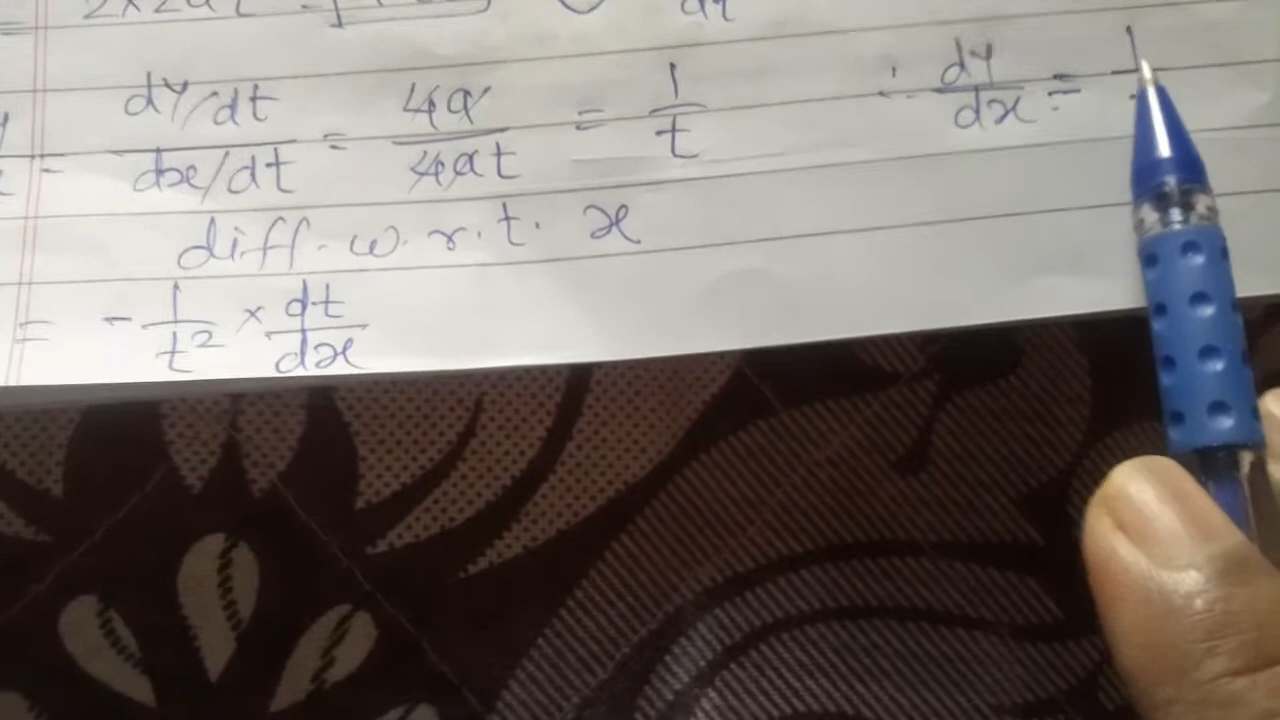 dy/dt / dx/dt = 4a / 4at = 1/t ∴ dy/dx =
diff. w. r. t. x
= - 1/t² × dt/dx